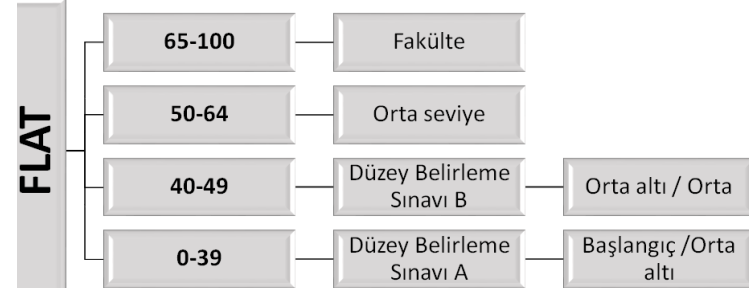 FLAT
65-100
Fakülte
50-64
Orta seviye
40-49
Düzey Belirleme
Sınavı B
Orta altı / Orta
0-39
Düzey Belirleme
Sınavı A
Başlangıç /Orta
altı